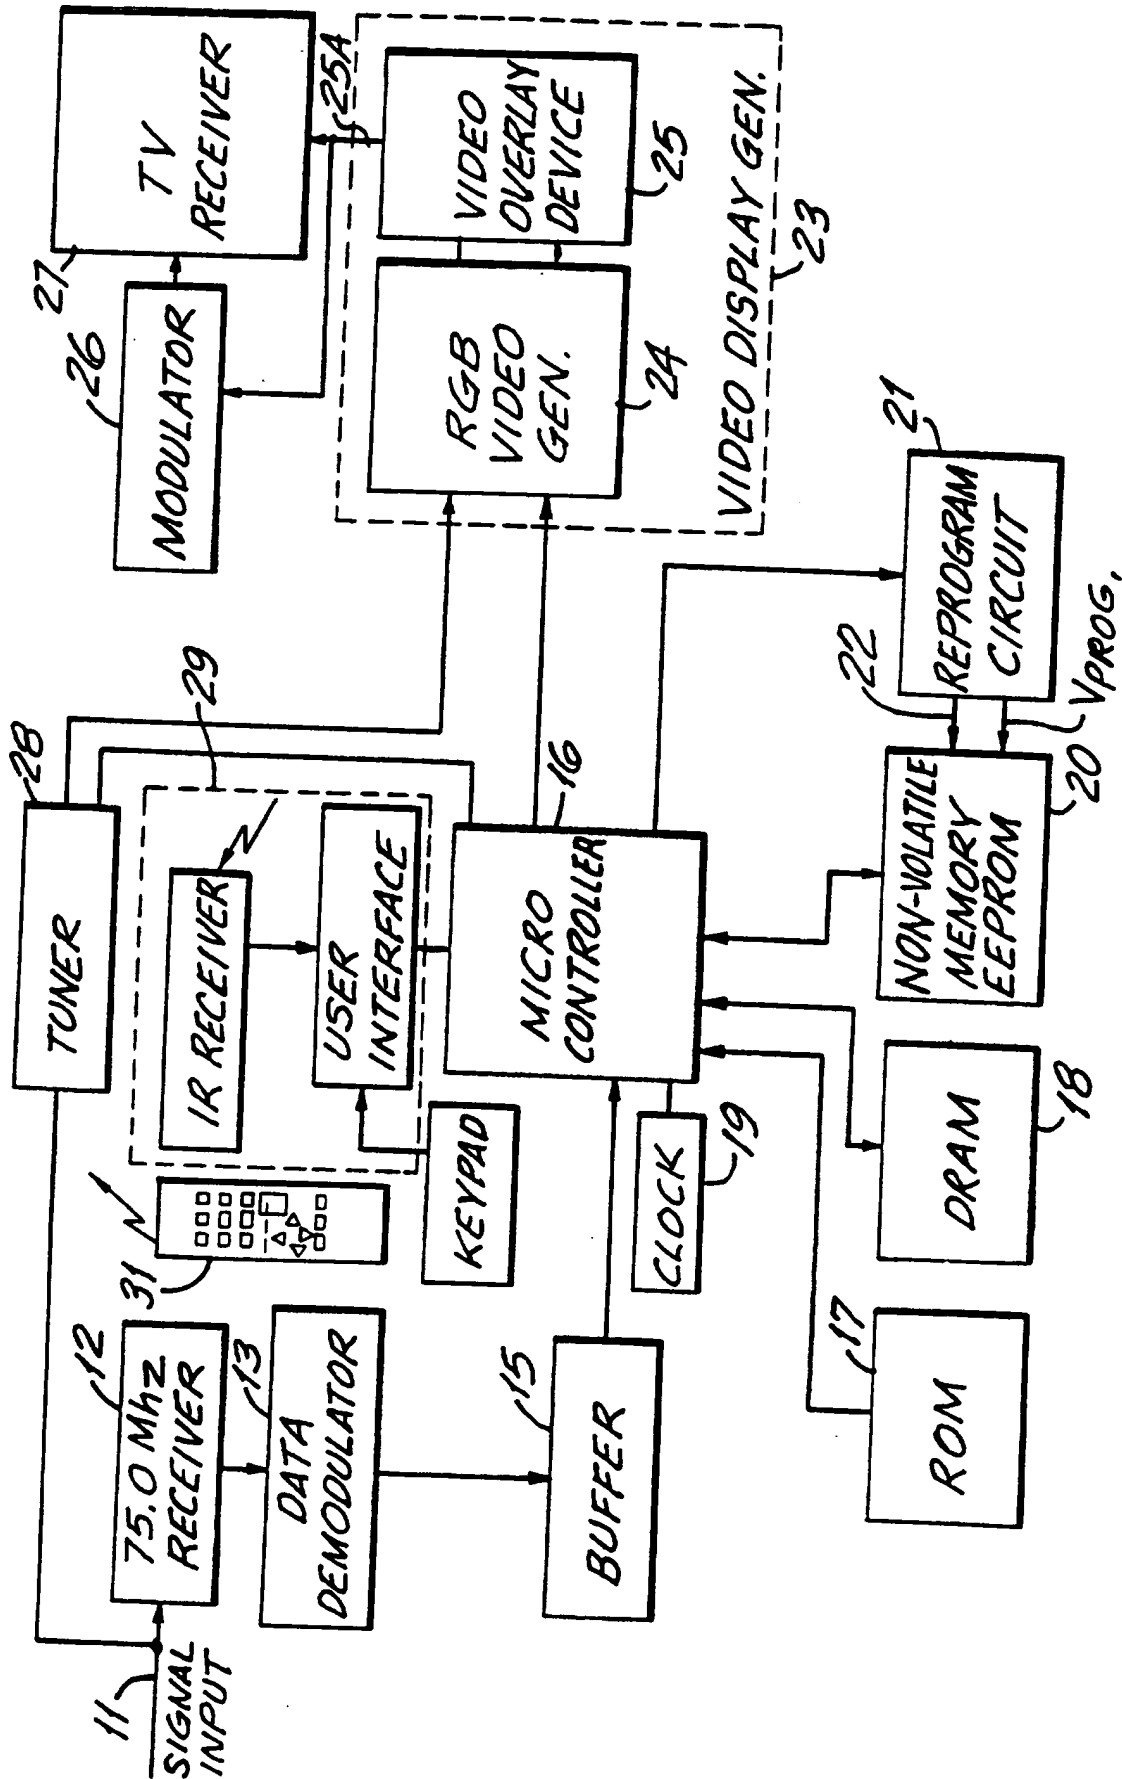 11
SIGNAL
INPUT
12
75.0 Mhz
RECEIVER
13
DATA
DEMODULATOR
15
BUFFER
31
28
TUNER
29
IR RECEIVER
USER
INTERFACE
KEYPAD
16
MICRO
CONTROLLER
CLOCK
19
17
ROM
18
DRAM
20
NON-VOLATILE
MEMORY
EEPROM
22
VPROG.
21
REPROGRAM
CIRCUIT
26
MODULATOR
27
TV
RECEIVER
25A
RGB
VIDEO
GEN.
24
VIDEO
OVERLAY
DEVICE
25
VIDEO DISPLAY GEN.
23